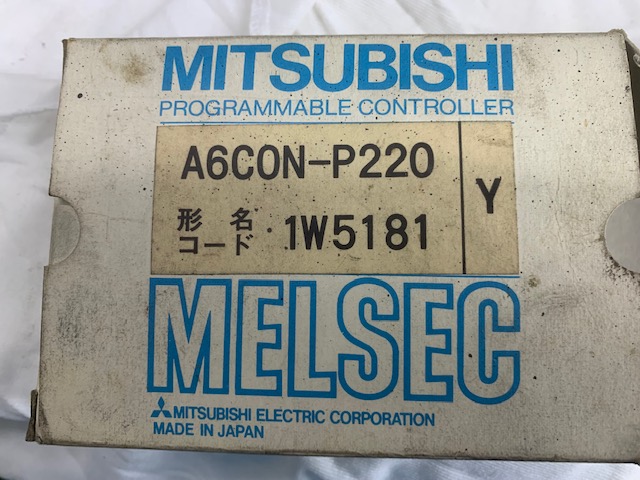 MITSUBISHI
PROGRAMMABLE CONTROLLER
A6CON-P220
Y
形名コード・1W5181
MELSEC
MITSUBISHI ELECTRIC CORPORATION
MADE IN JAPAN